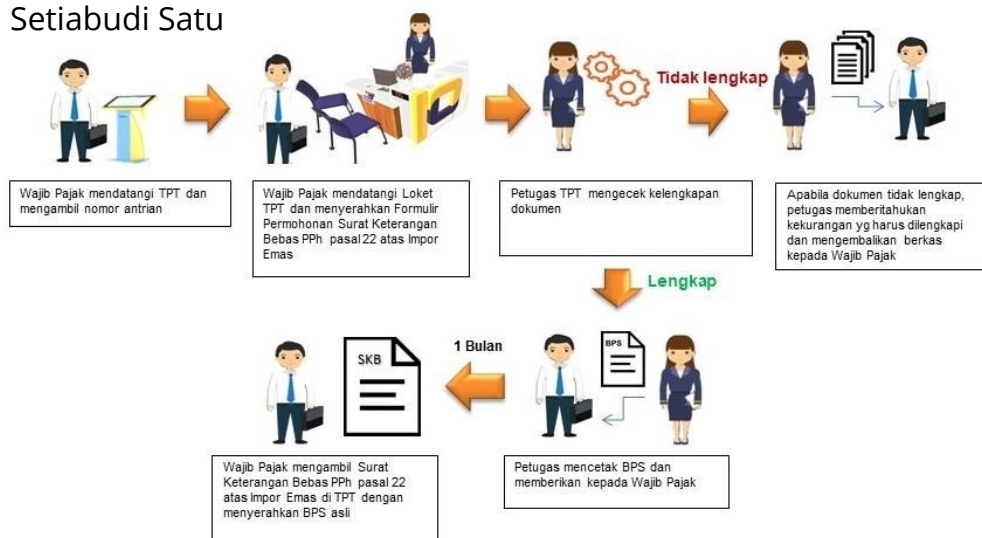 Setiabudi Satu
Tidak lengkap
Wajib Pajak mendatangi TPT dan
mengambil nomor antrian
Wajib Pajak mendatangi Loket
TPT dan menyerahkan Formulir
Permohonan Surat Keterangan
Bebas PPh pasal 22 atas Impor
Emas
Petugas TPT mengecek kelengkapan
dokumen
Apabila dokumen tidak lengkap,
petugas memberitahukan
kekurangan yg harus dilengkapi
dan mengembalikan berkas
kepada Wajib Pajak
Lengkap
SKB
1 Bulan
BPS
Wajib Pajak mengambil Surat
Keterangan Bebas PPh pasal 22
atas Impor Emas di TPT dengan
menyerahkan BPS asli
Petugas mencetak BPS dan
memberikan kepada Wajib Pajak